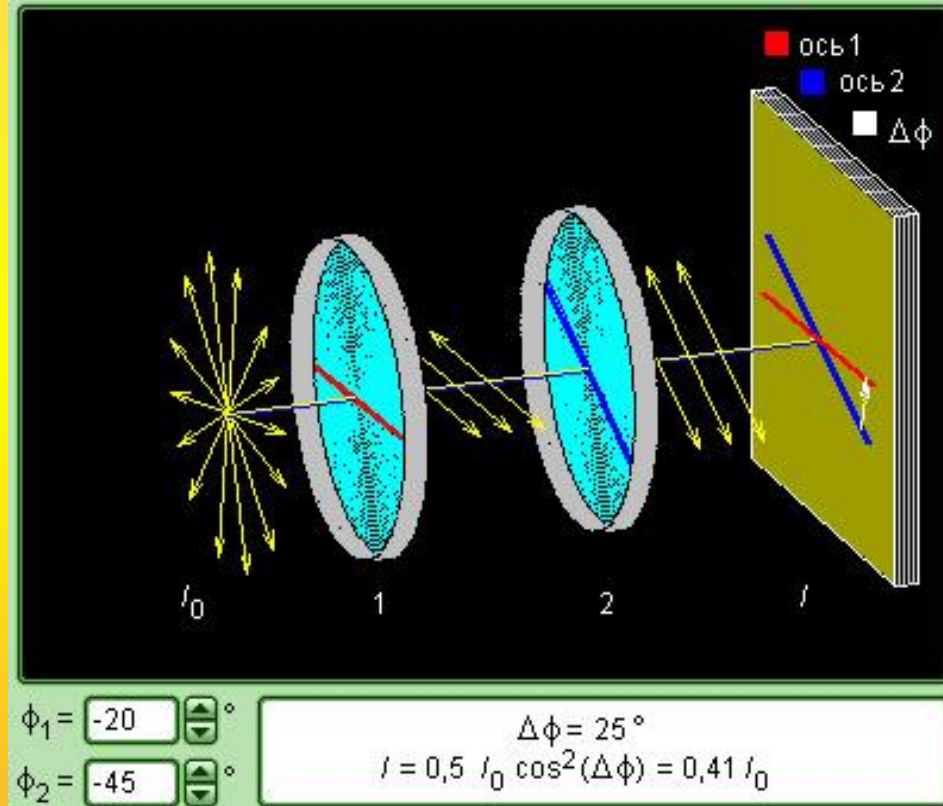 ось 1
ось 2
Δϕ
I₀ 1 2 I
ϕ₁ = -20 °
ϕ₂ = -45 °
Δϕ = 25 °
I = 0,5 I₀ cos²(Δϕ) = 0,41 I₀